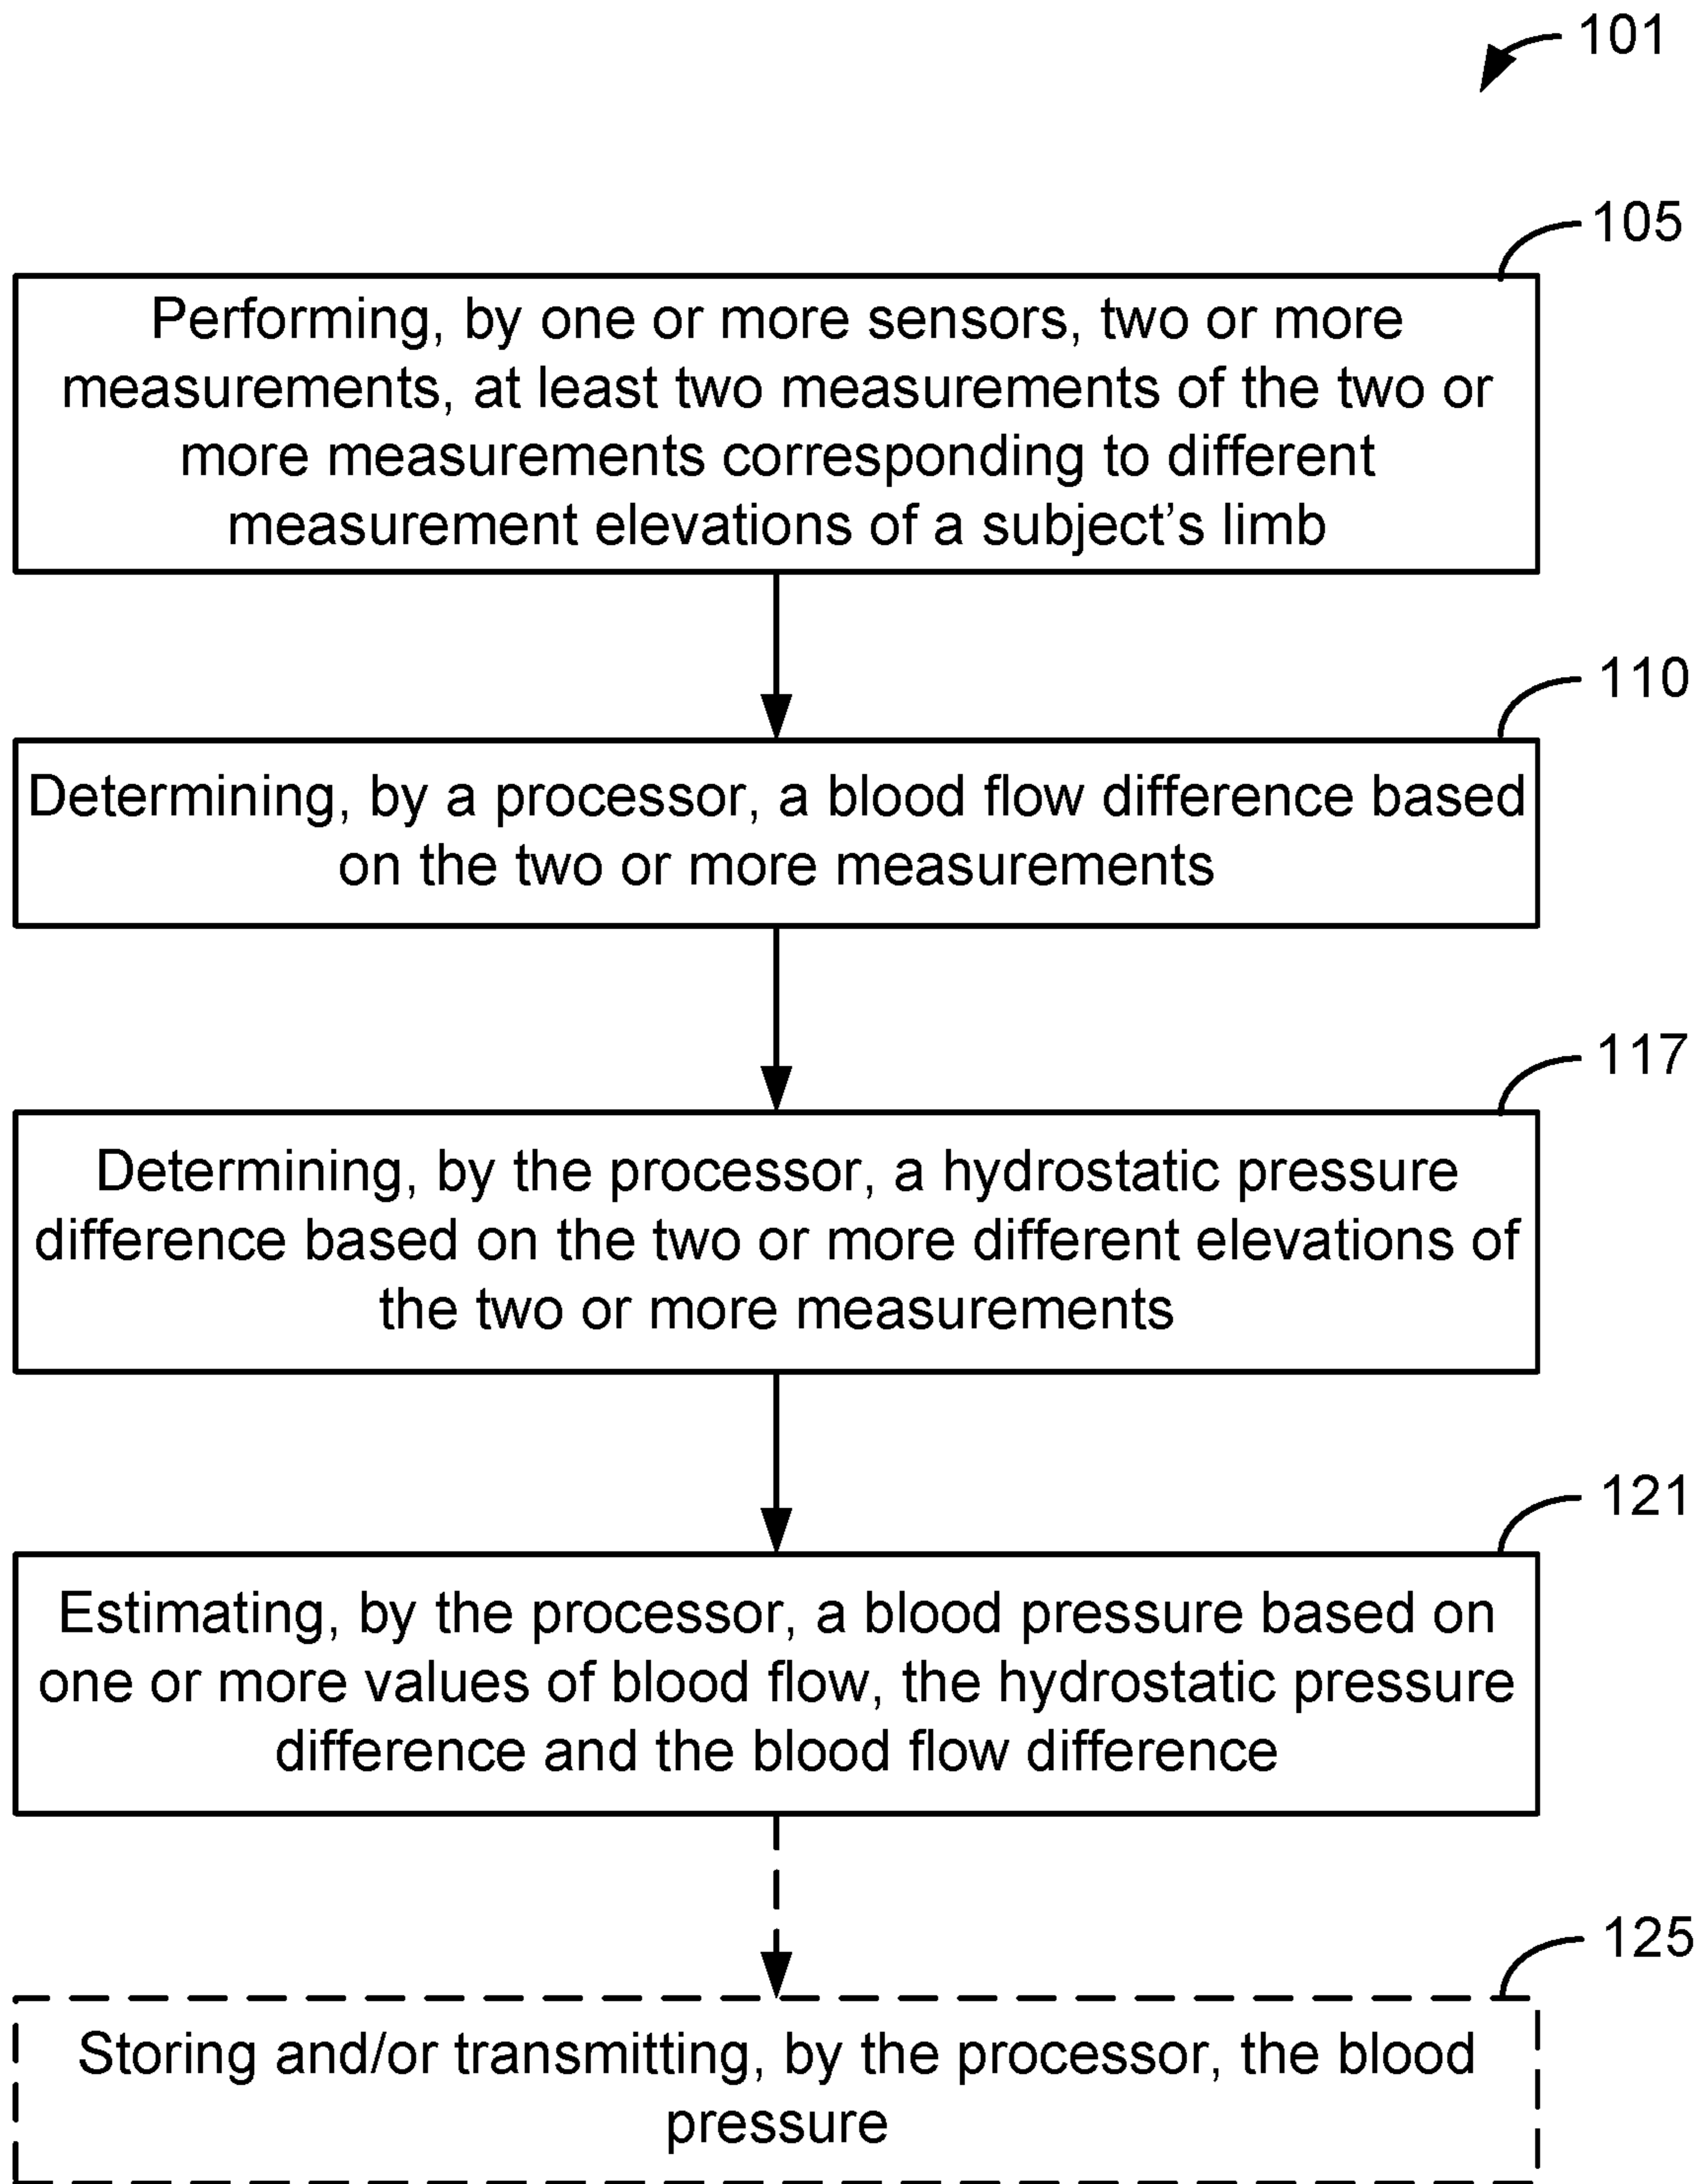 101
105
Performing, by one or more sensors, two or more
measurements, at least two measurements of the two or
more measurements corresponding to different
measurement elevations of a subject’s limb
110
Determining, by a processor, a blood flow difference based
on the two or more measurements
117
Determining, by the processor, a hydrostatic pressure
difference based on the two or more different elevations of
the two or more measurements
121
Estimating, by the processor, a blood pressure based on
one or more values of blood flow, the hydrostatic pressure
difference and the blood flow difference
125
Storing and/or transmitting, by the processor, the blood
pressure